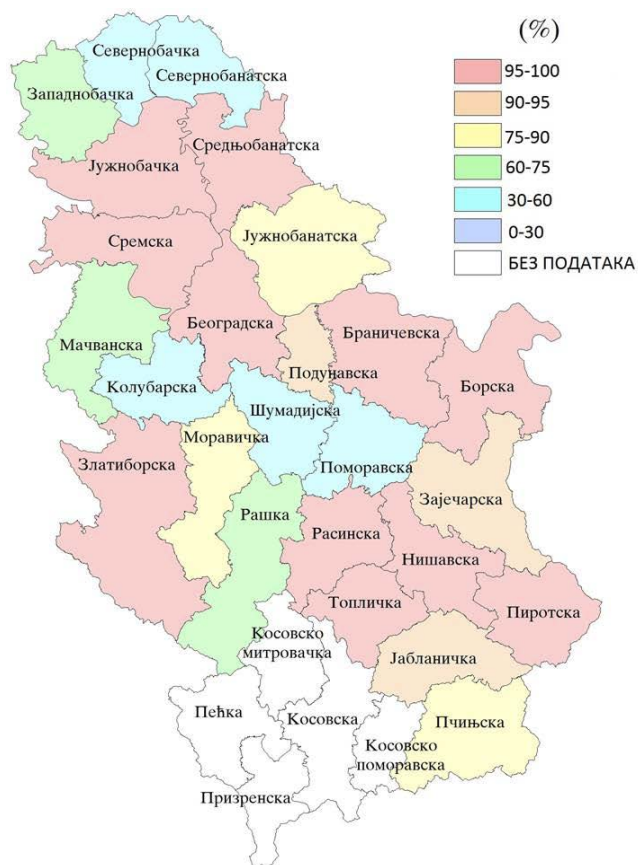 (%)
95-100
90-95
75-90
60-75
30-60
0-30
БЕЗ ПОДАТАКА
Севернобачка
Севернобанатска
Западнобачка
Средњобанатска
Јужнобачка
Сремска
Јужнобанатска
Београдска
Браничевска
Мачванска
Подунавска
Колубарска
Борска
Шумадијска
Моравичка
Златиборска
Поморавска
Зајечарска
Рашка
Расинска
Нишавска
Топличка
Пиротска
Косовско
митровачка
Јабланичка
Пећка
Косовска
Пчињска
Косовско
поморавска
Призренска